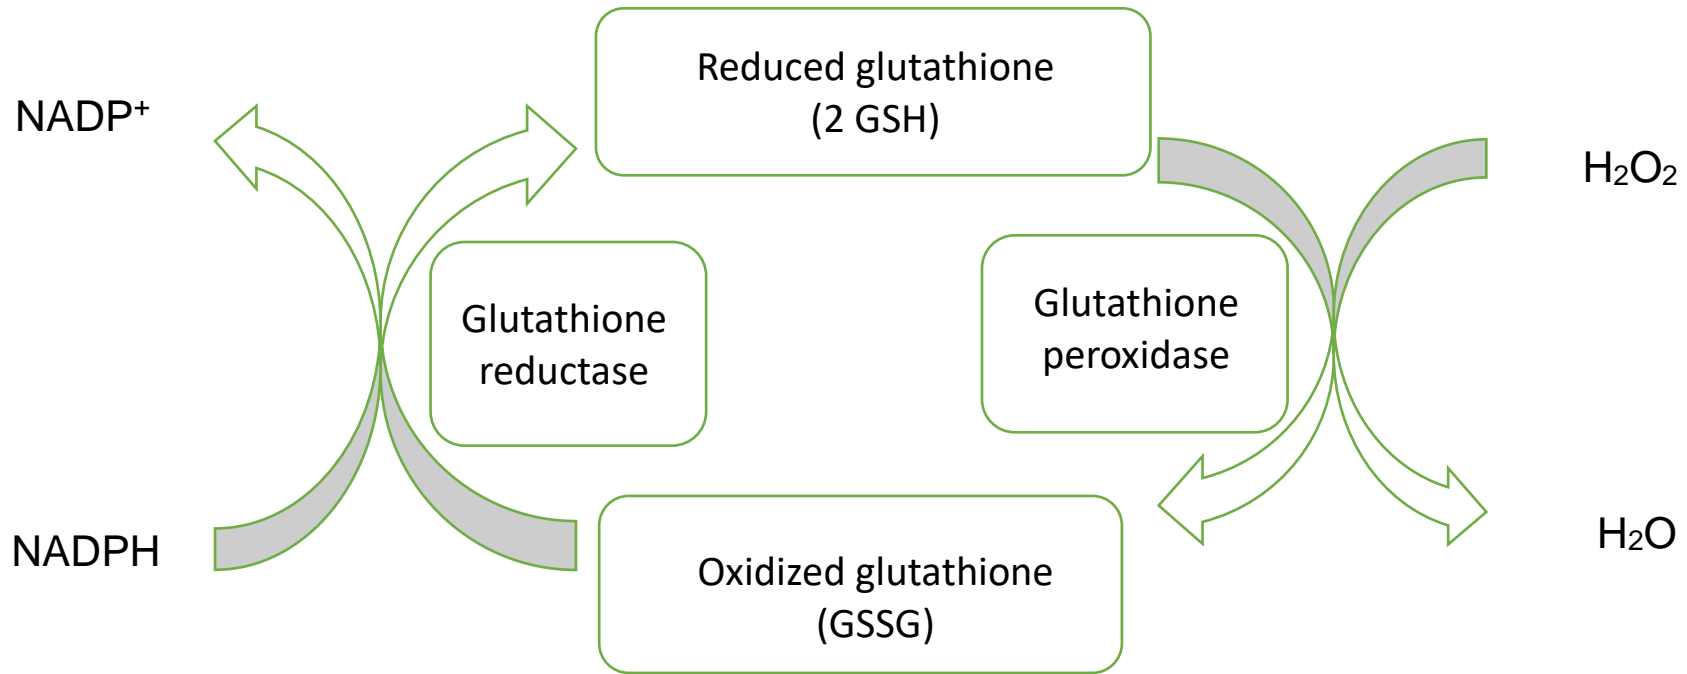 Reduced glutathione
(2 GSH)
NADP⁺
H₂O₂
Glutathione
reductase
Glutathione
peroxidase
NADPH
H₂O
Oxidized glutathione
(GSSG)